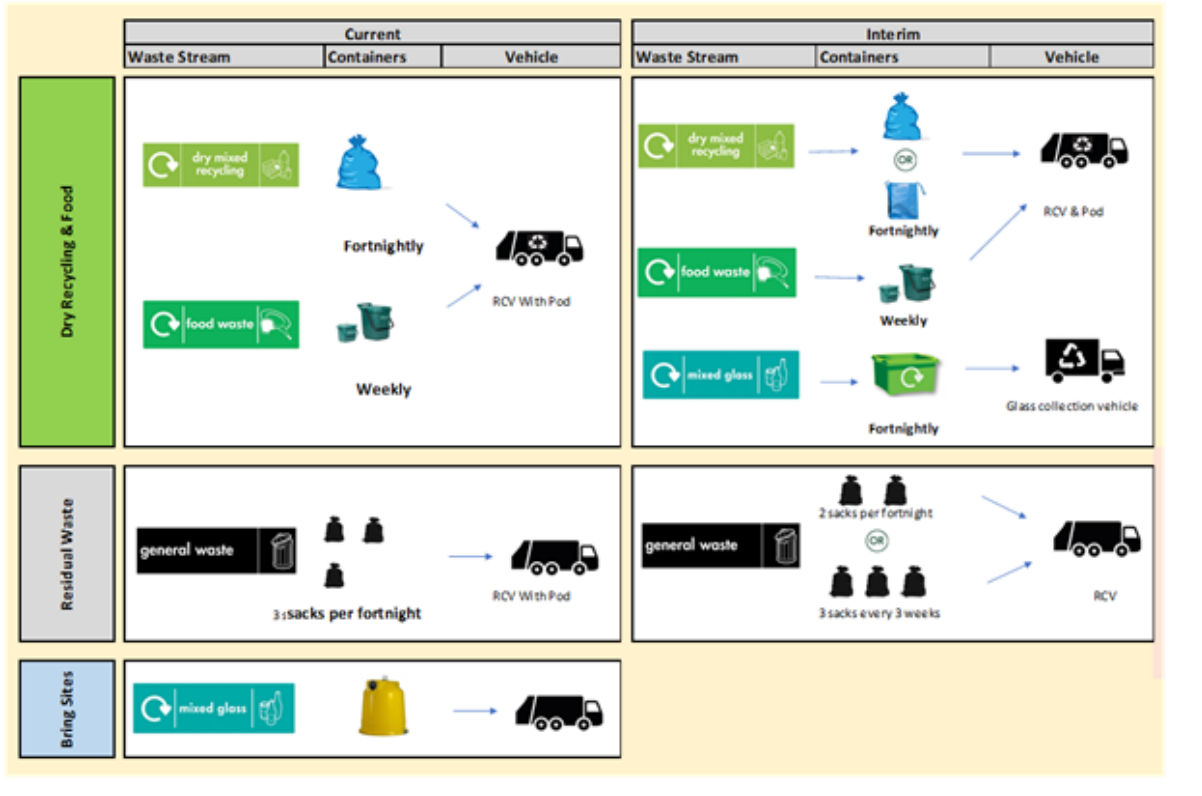 Current
Waste Stream Containers Vehicle
Interim
Waste Stream Containers Vehicle
Dry Recycling & Food
dry mixed
recycling
Fortnightly
RCV With Pod
food waste
Weekly
dry mixed
recycling
OR
Fortnightly
RCV & Pod
food waste
Weekly
mixed glass
Fortnightly
Glass collection vehicle
Residual Waste
general waste
3 ssacks per fortnight
RCV With Pod
general waste
2 sacks per fortnight
OR
3 sacks every 3 weeks
RCV
Bring Sites
mixed glass